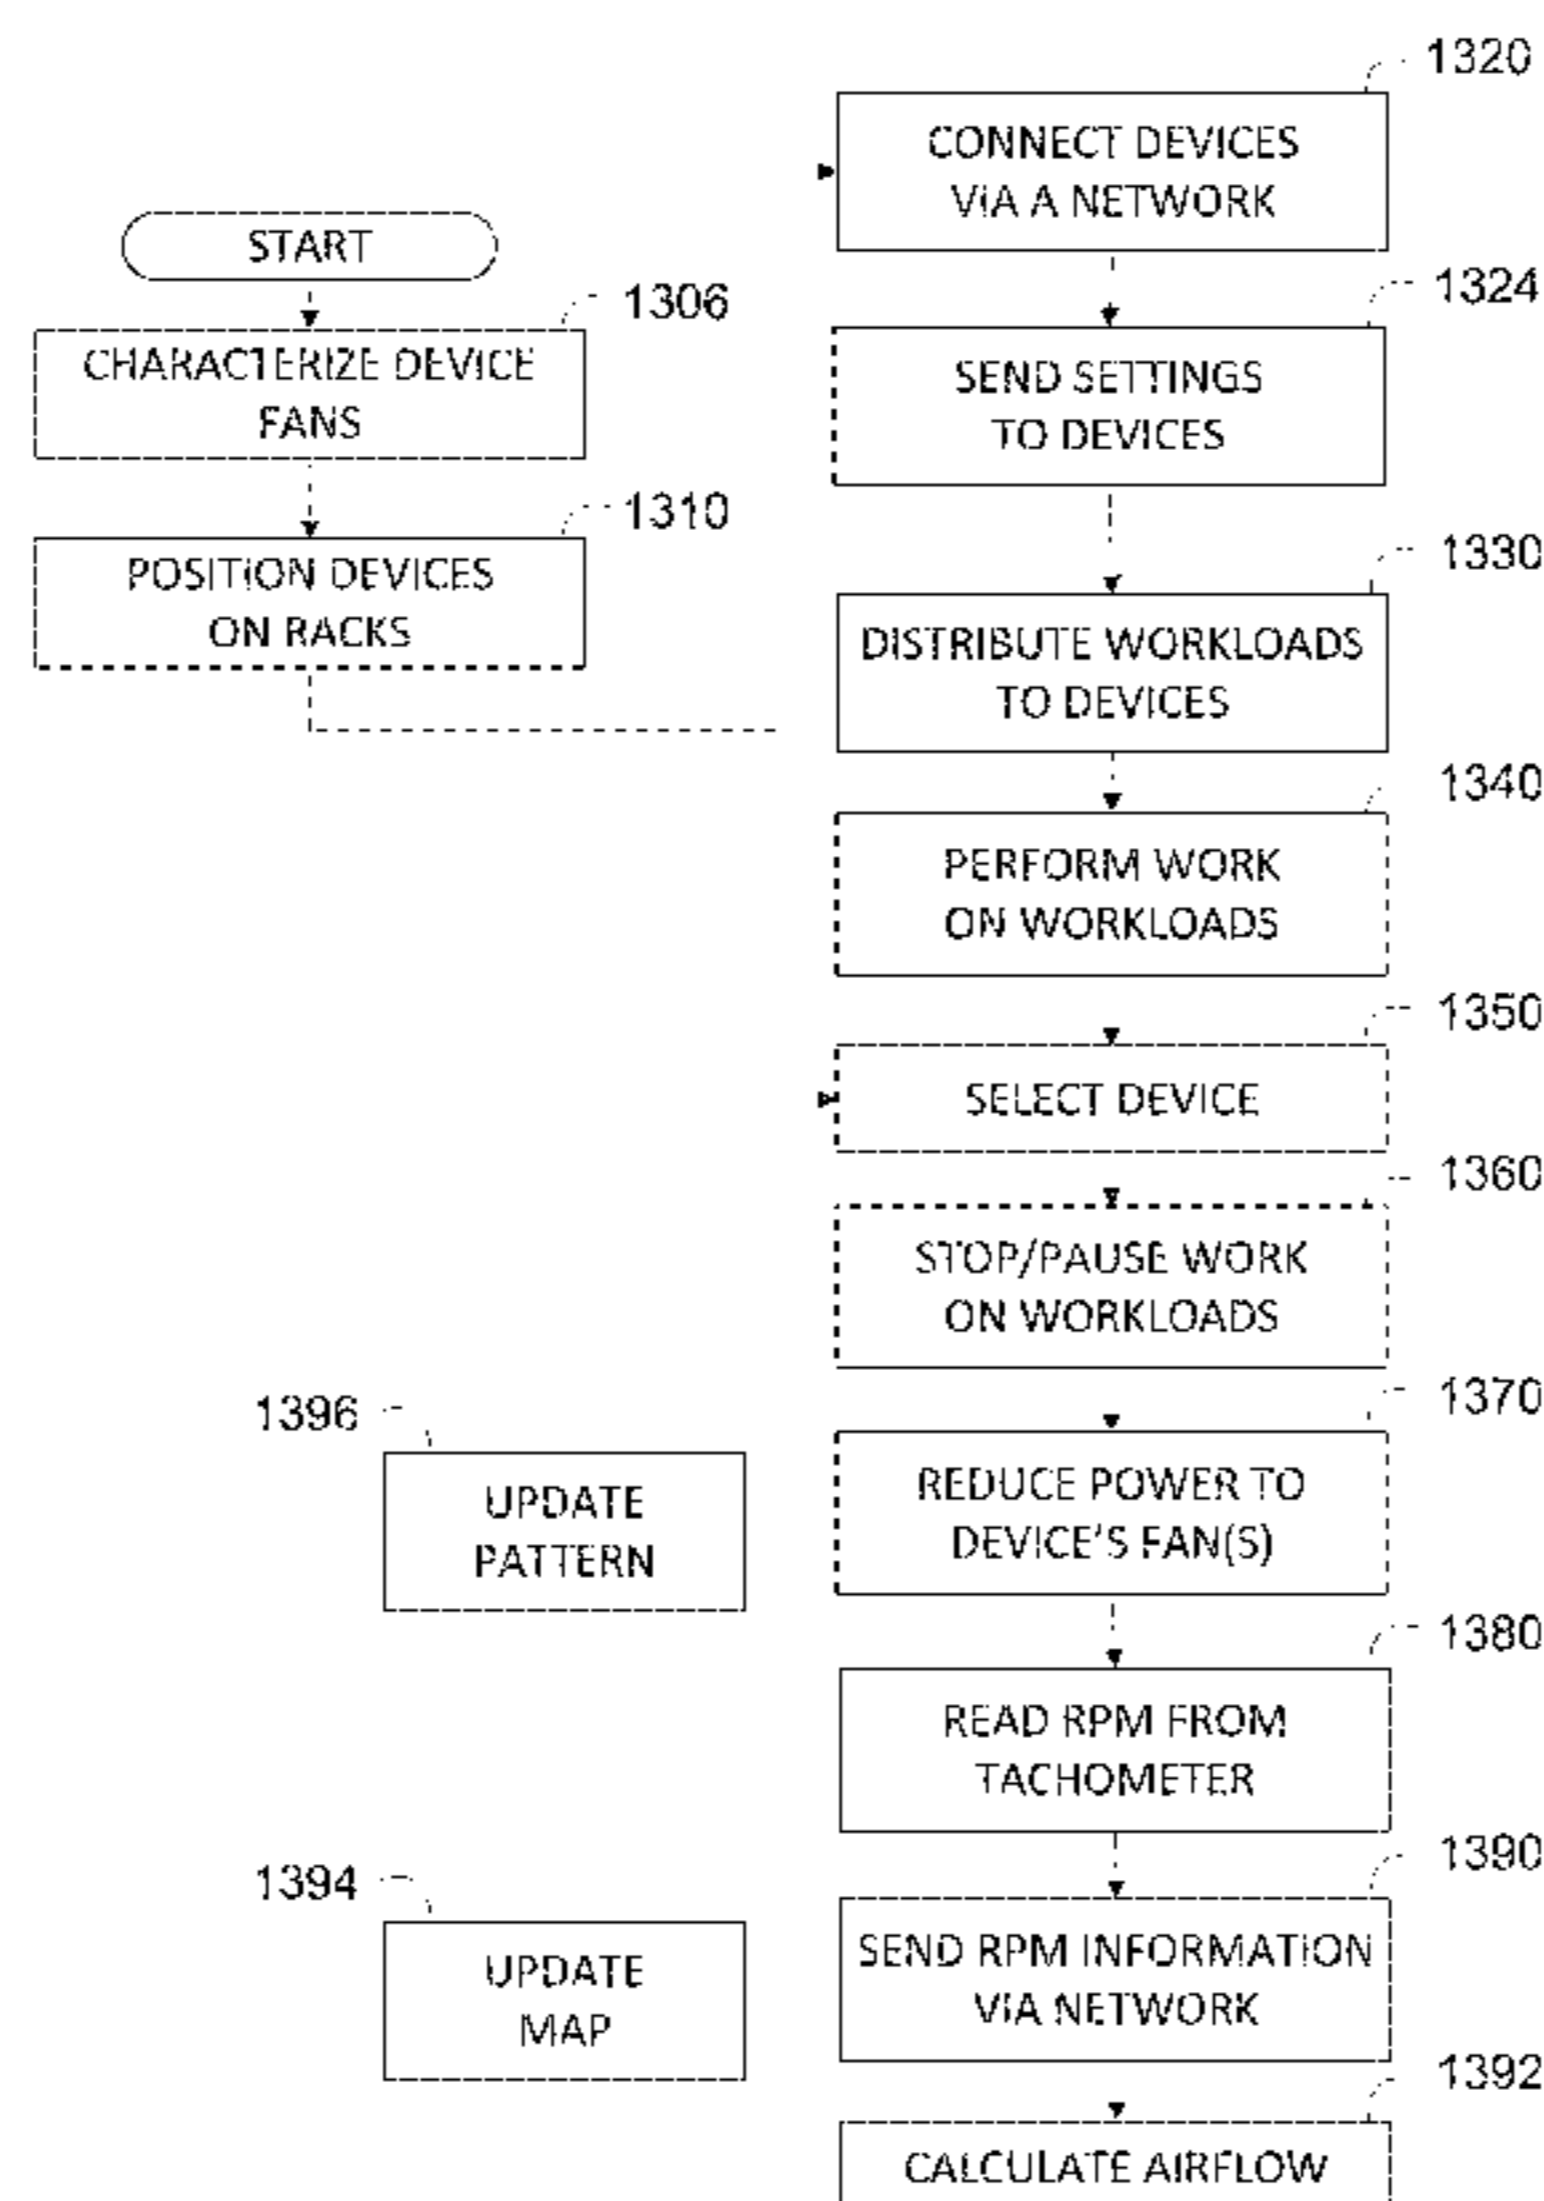 START
1306
CHARACTERIZE DEVICE
FANS
1310
POSITION DEVICES
ON RACKS
1320
CONNECT DEVICES
VIA A NETWORK
1324
SEND SETTINGS
TO DEVICES
1330
DISTRIBUTE WORKLOADS
TO DEVICES
1340
PERFORM WORK
ON WORKLOADS
1350
SELECT DEVICE
1360
STOP/PAUSE WORK
ON WORKLOADS
1370
REDUCE POWER TO
DEVICE'S FAN(S)
1380
READ RPM FROM
TACHOMETER
1390
SEND RPM INFORMATION
VIA NETWORK
1392
CALCULATE AIRFLOW
1394
UPDATE
MAP
1396
UPDATE
PATTERN